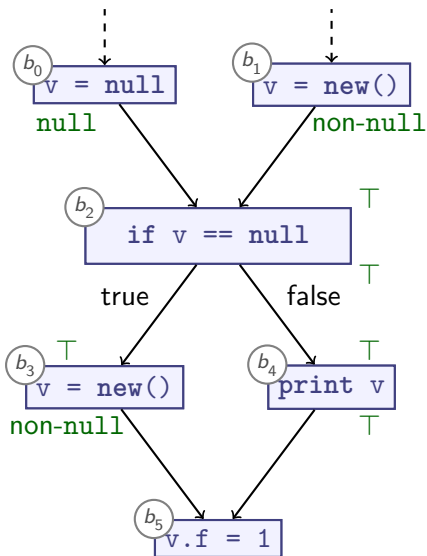 b0
v = null
b1
v = new()
null
non-null
b2
⊤
if v == null
⊤
true
false
⊤
⊤
b3
v = new()
b4
print v
non-null
⊤
b5
v.f = 1